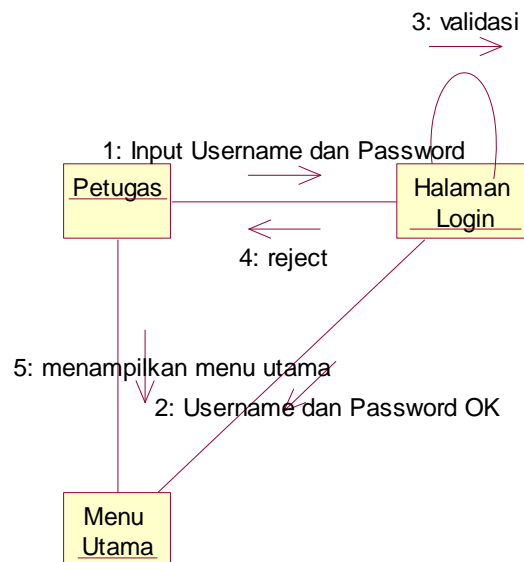 3: validasi
1: Input Username dan Password
Petugas
Halaman
Login
4: reject
5: menampilkan menu utama
2: Username dan Password OK
Menu
Utama